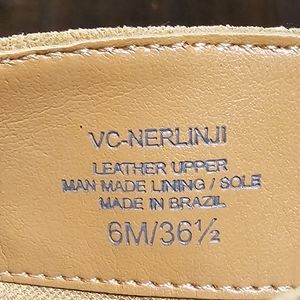 VC-NERLINJI
LEATHER UPPER
MAN MADE LINING / SOLE
MADE IN BRAZIL
6M/36½